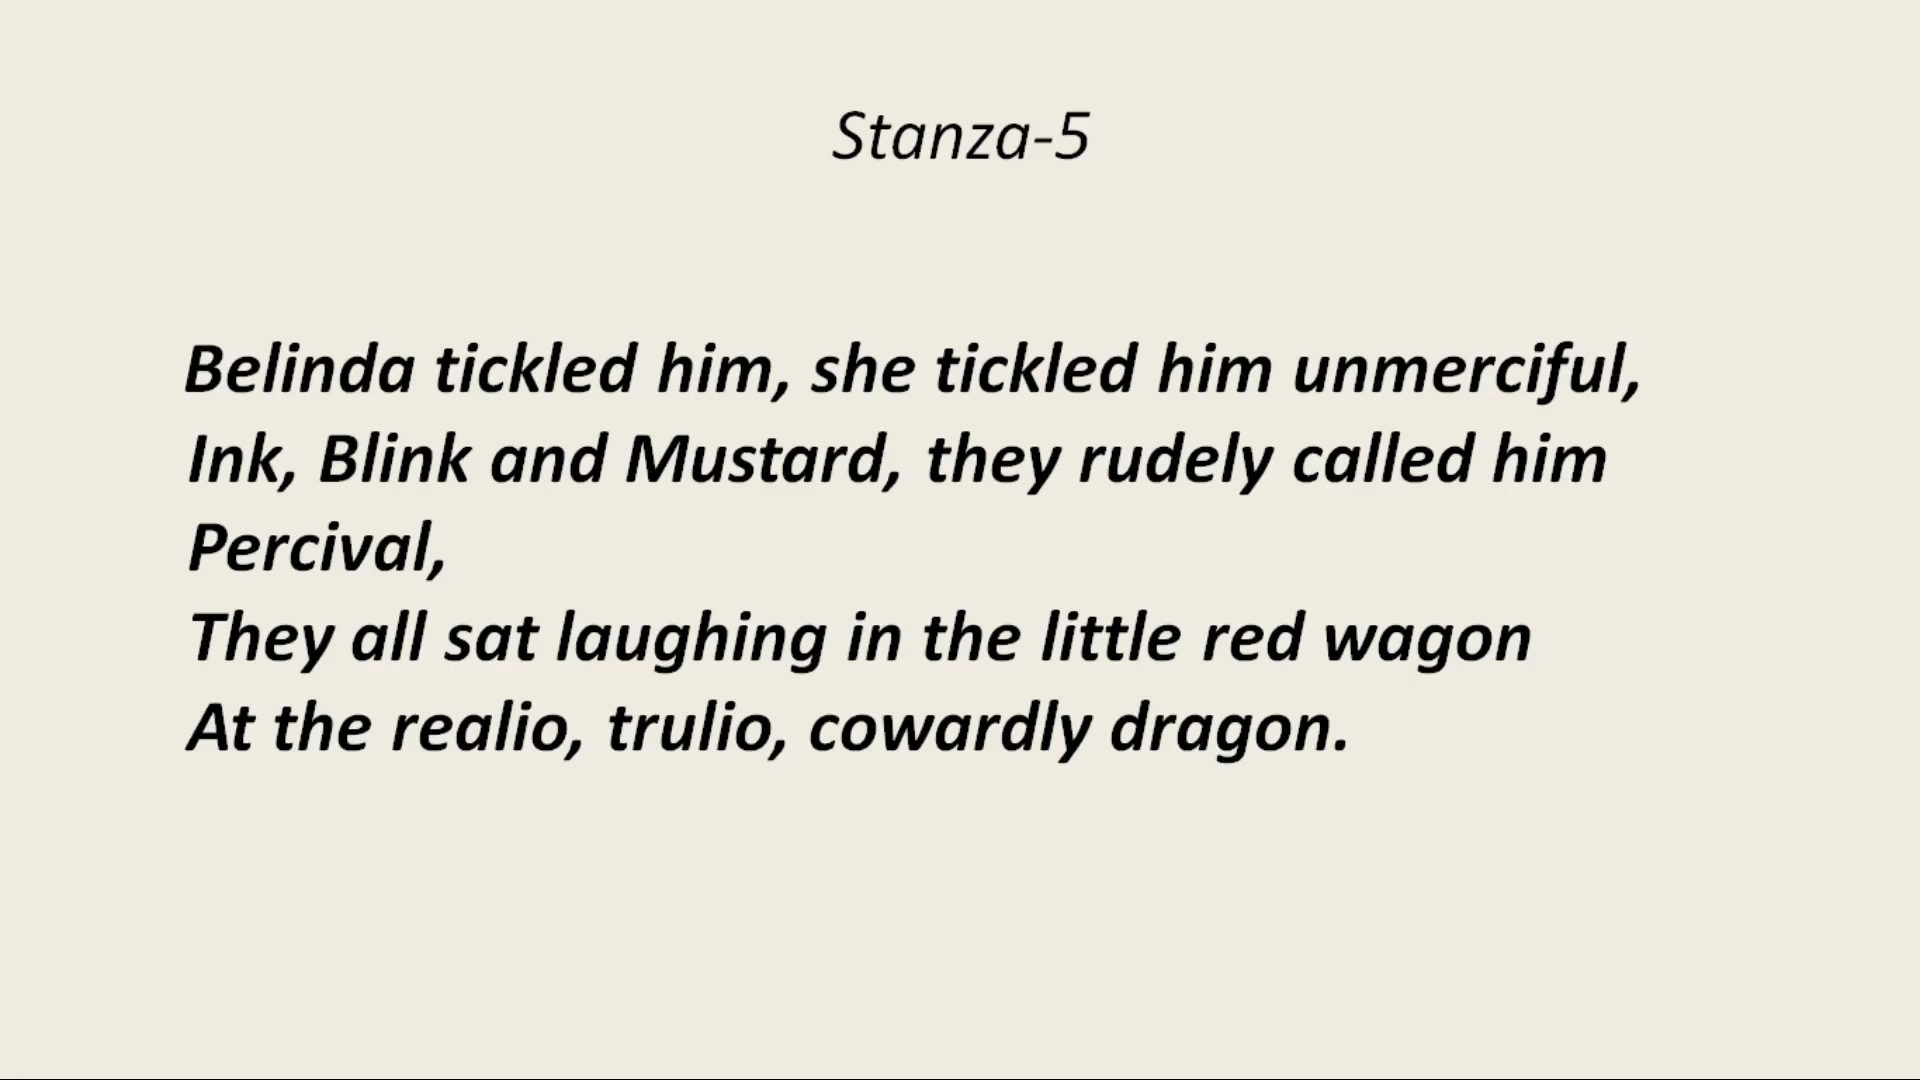 Stanza-5
Belinda tickled him, she tickled him unmerciful,
Ink, Blink and Mustard, they rudely called him
Percival,
They all sat laughing in the little red wagon
At the realio, trulio, cowardly dragon.